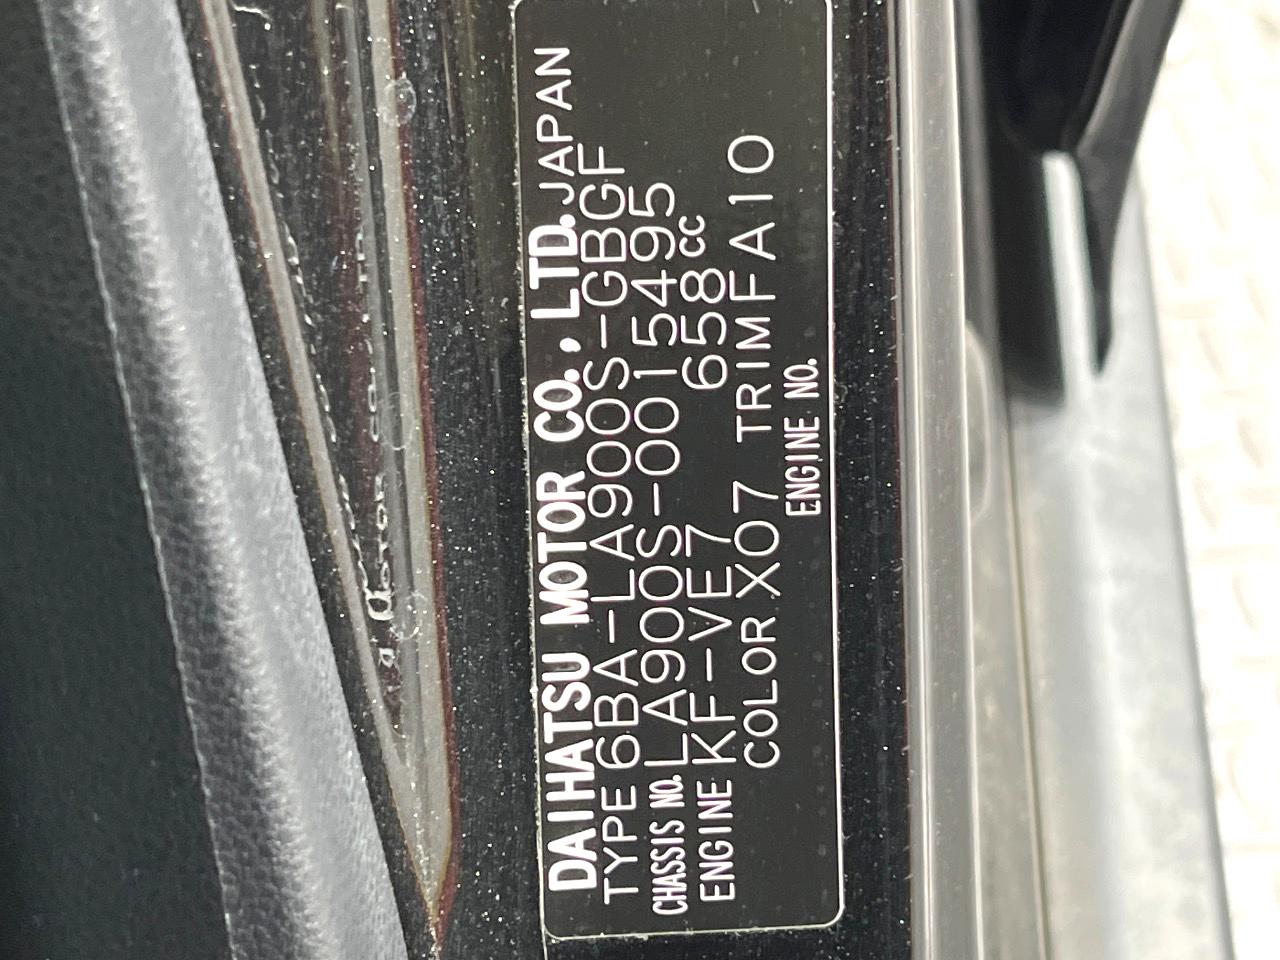 DAIHATSU MOTOR CO., LTD. JAPAN
TYPE 6BA-LA900S-GBGF
CHASSIS NO. LA900S-0015495
ENGINE KF-VE7 658cc
COLOR X07 TRIM FA10
ENGINE NO.